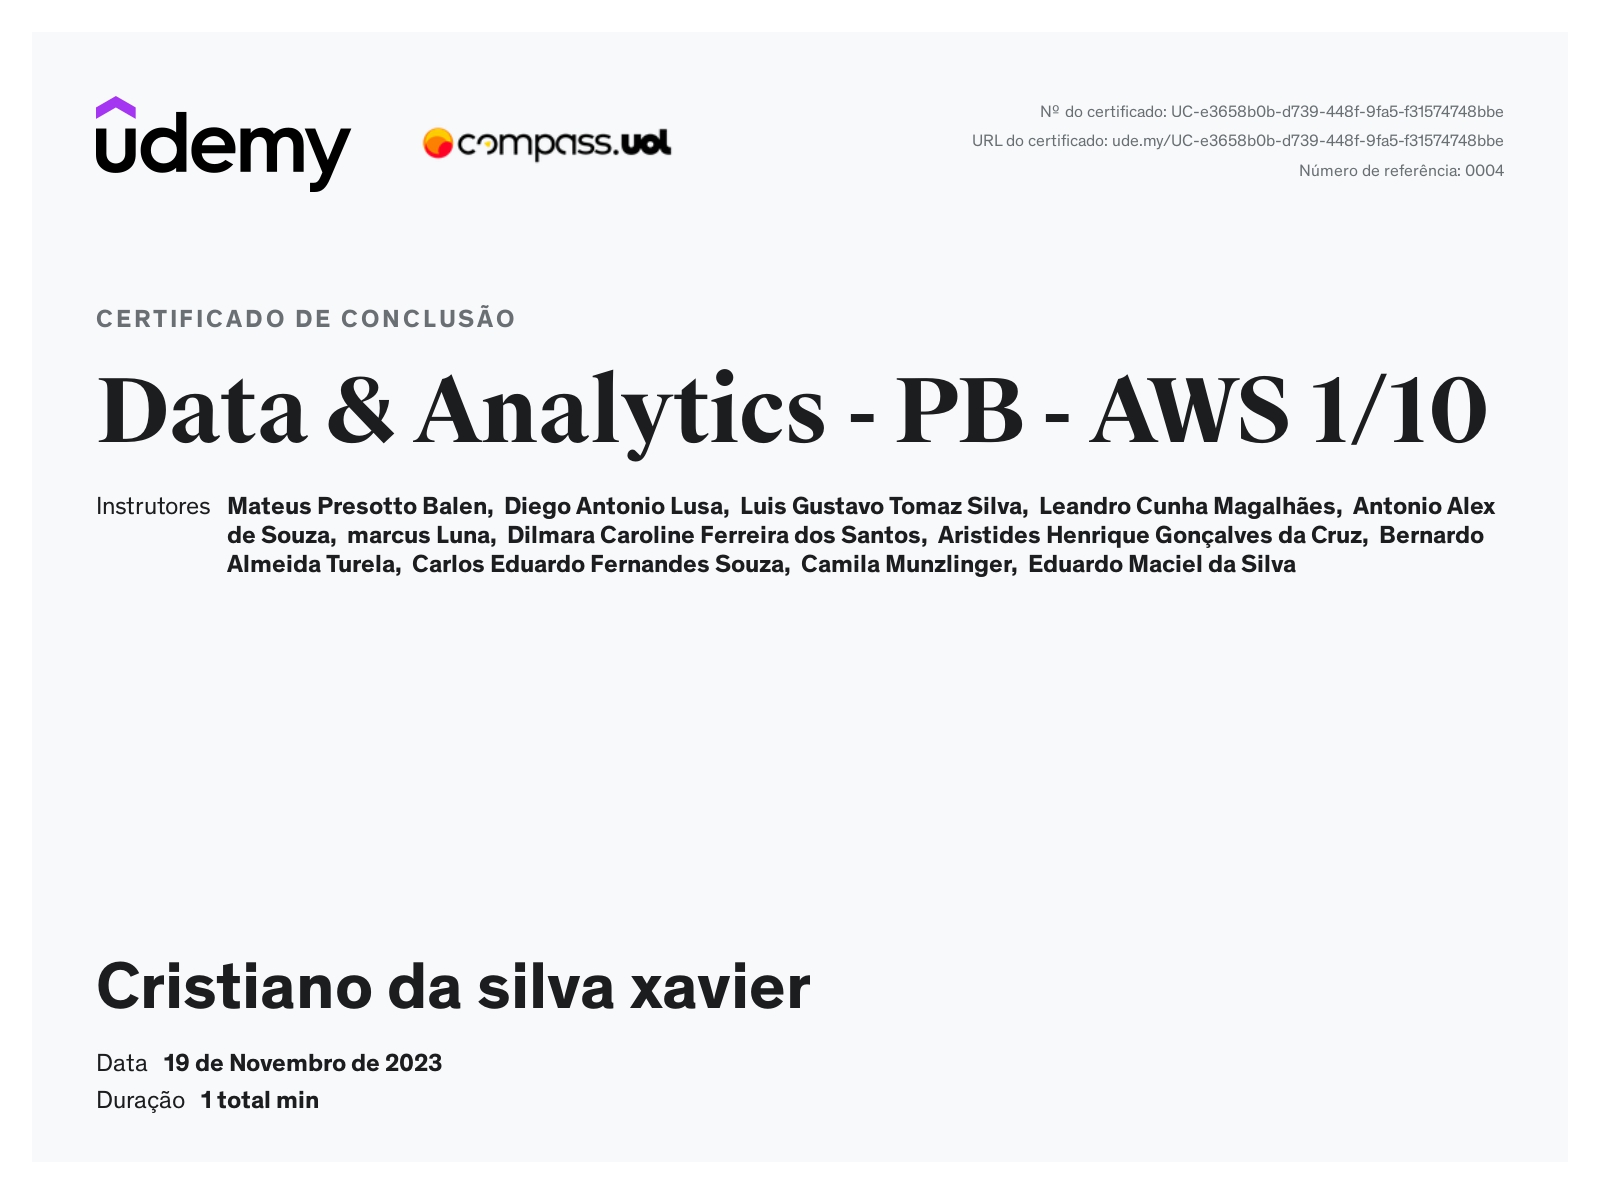 udemy
compass.uol
Nº do certificado: UC-e3658b0b-d739-448f-9fa5-f31574748bbe
URL do certificado: ude.my/UC-e3658b0b-d739-448f-9fa5-f31574748bbe
Número de referência: 0004
CERTIFICADO DE CONCLUSÃO
Data & Analytics - PB - AWS 1/10
Instrutores Mateus Presotto Balen, Diego Antonio Lusa, Luis Gustavo Tomaz Silva, Leandro Cunha Magalhães, Antonio Alex
de Souza, marcus Luna, Dilmara Caroline Ferreira dos Santos, Aristides Henrique Gonçalves da Cruz, Bernardo
Almeida Turela, Carlos Eduardo Fernandes Souza, Camila Munzlinger, Eduardo Maciel da Silva
Cristiano da silva xavier
Data 19 de Novembro de 2023
Duração 1 total min